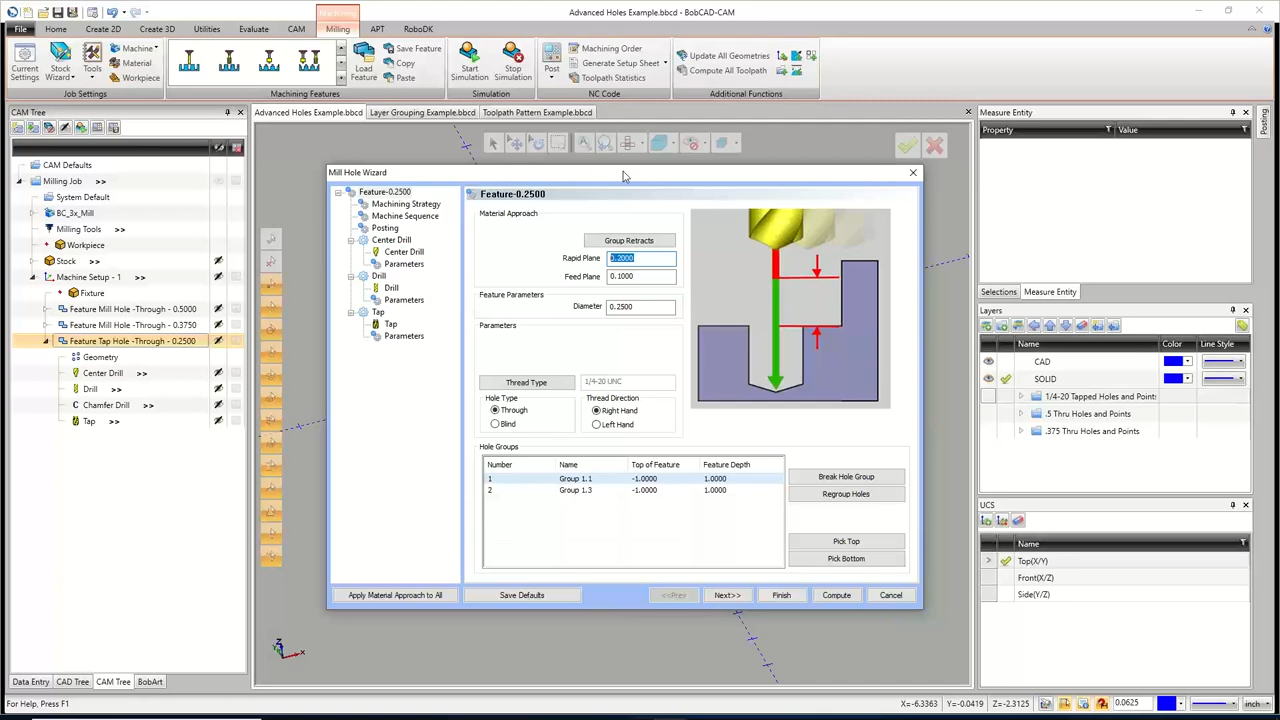 Machining
Advanced Holes Example.bbcd - BobCAD-CAM
File
Home
Create 2D
Create 3D
Utilities
Evaluate
CAM
Milling
APT
RoboDK
Current Settings
Stock Wizard
Tools
Machine
Material
Workpiece
Job Settings
Load Feature
Save Feature
Copy
Paste
Machining Features
Start Simulation
Stop Simulation
Simulation
Post
Machining Order
Generate Setup Sheet
Toolpath Statistics
NC Code
Update All Geometries
Compute All Toolpath
Additional Functions
CAM Tree
CAM Defaults
Milling Job >>
System Default
BC_3x_Mill
Milling Tools >>
Workpiece
Stock >>
Machine Setup - 1 >>
Fixture
Feature Mill Hole -Through - 0.5000
Feature Mill Hole -Through - 0.3750
Feature Tap Hole -Through - 0.2500
Geometry
Center Drill >>
Drill >>
Chamfer Drill >>
Tap >>
Data Entry
CAD Tree
CAM Tree
BobArt
Advanced Holes Example.bbcd
Layer Grouping Example.bbcd
Toolpath Pattern Example.bbcd
Mill Hole Wizard
Feature-0.2500
Machining Strategy
Machine Sequence
Posting
Center Drill
Center Drill
Parameters
Drill
Drill
Parameters
Tap
Tap
Parameters
Feature-0.2500
Material Approach
Group Retracts
Rapid Plane 0.2000
Feed Plane 0.1000
Feature Parameters
Diameter 0.2500
Parameters
Thread Type 1/4-20 UNC
Hole Type
Through
Blind
Thread Direction
Right Hand
Left Hand
Hole Groups
Number Name Top of Feature Feature Depth
1 Group 1.1 -1.0000 1.0000
2 Group 1.3 -1.0000 1.0000
Break Hole Group
Regroup Holes
Pick Top
Pick Bottom
Apply Material Approach to All
Save Defaults
<<Prev
Next>>
Finish
Compute
Cancel
Z
X
Measure Entity
Property Value
Posting
Selections
Measure Entity
Layers
Name Color Line Style
CAD
SOLID
1/4-20 Tapped Holes and Points
.5 Thru Holes and Points
.375 Thru Holes and Points
UCS
Name
Top(X/Y)
Front(X/Z)
Side(Y/Z)
For Help, Press F1
X=-6.3363 Y=-0.0419 Z=-2.3125
0.0625
inch